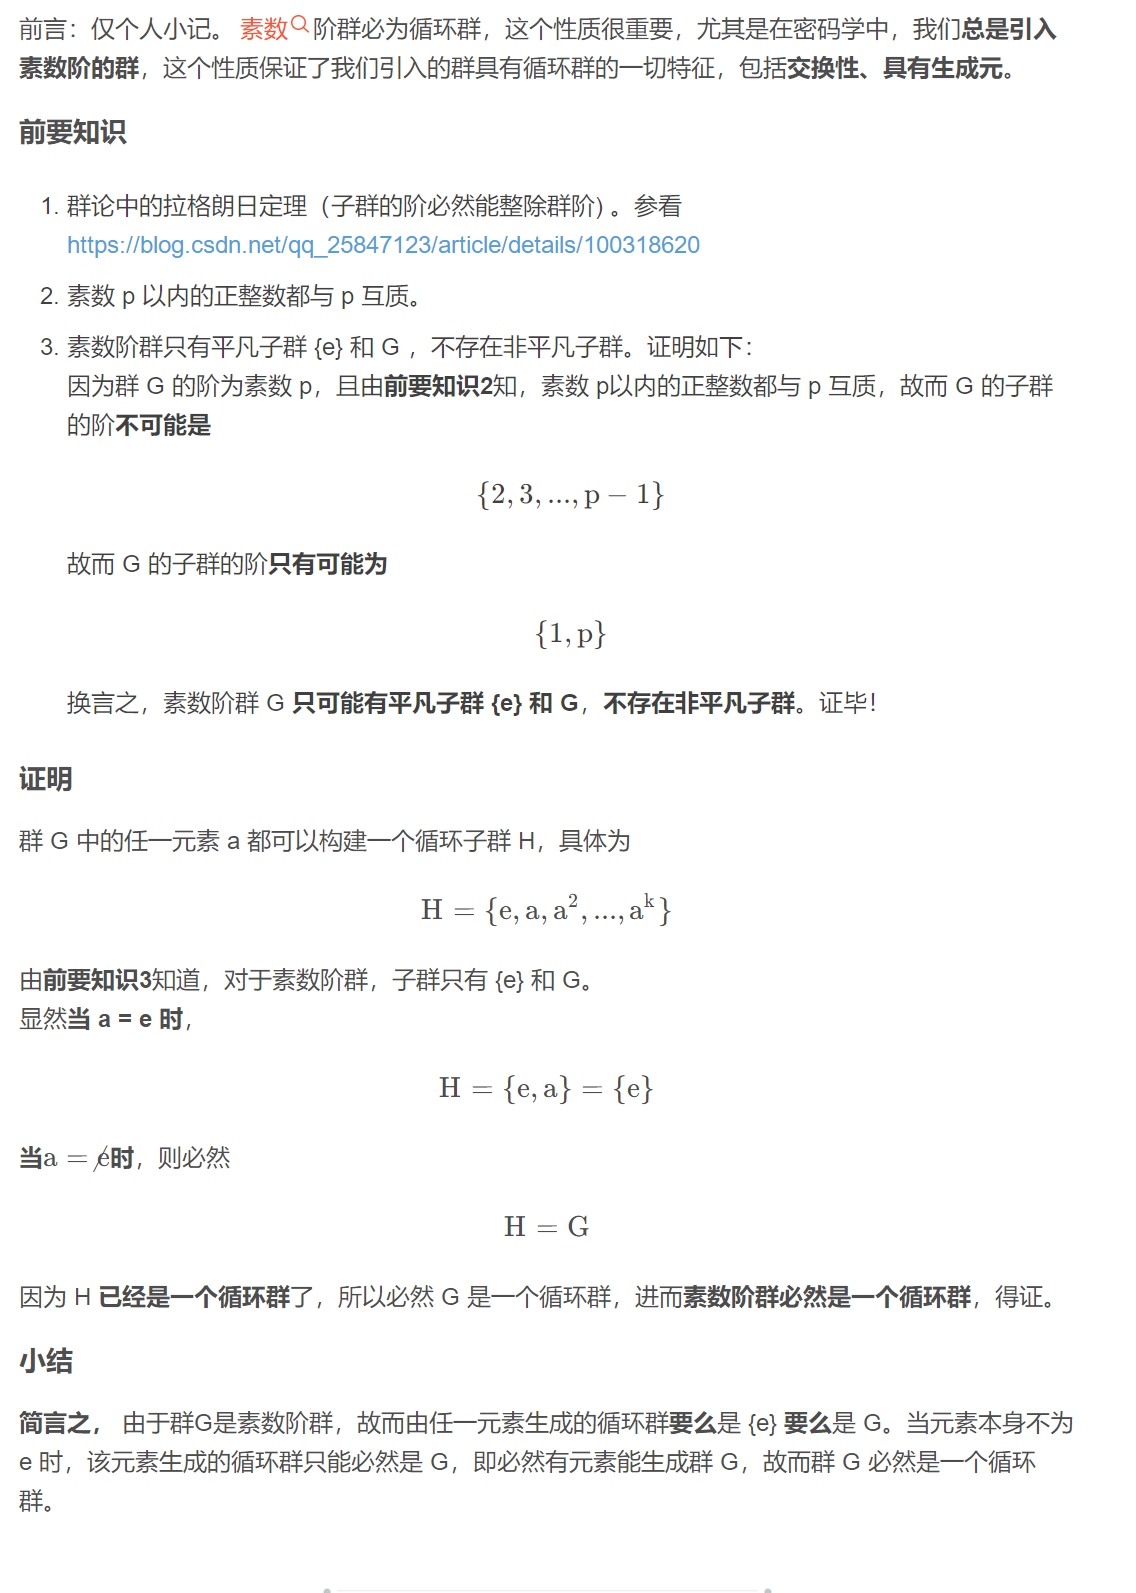 前言：仅个人小记。素数阶群必为循环群，这个性质很重要，尤其是在密码学中，我们总是引入
素数阶的群，这个性质保证了我们引入的群具有循环群的一切特征，包括交换性、具有生成元。
前要知识
1. 群论中的拉格朗日定理（子群的阶必然能整除群阶) 。参看
https://blog.csdn.net/qq_25847123/article/details/100318620
2. 素数 p 以内的正整数都与 p 互质。
3. 素数阶群只有平凡子群 {e} 和 G ，不存在非平凡子群。证明如下：
因为群 G 的阶为素数 p，且由前要知识2知，素数 p以内的正整数都与 p 互质，故而 G 的子群
的阶不可能是
{2, 3, ..., p − 1}
故而 G 的子群的阶只有可能为
{1, p}
换言之，素数阶群 G 只可能有平凡子群 {e} 和 G，不存在非平凡子群。证毕！
证明
群 G 中的任一元素 a 都可以构建一个循环子群 H，具体为
H = {e, a, a², ..., aᵏ}
由前要知识3知道，对于素数阶群，子群只有 {e} 和 G。
显然当 a = e 时，
H = {e, a} = {e}
当a = ̸e时，则必然
H = G
因为 H 已经是一个循环群了，所以必然 G 是一个循环群，进而素数阶群必然是一个循环群，得证。
小结
简言之， 由于群G是素数阶群，故而由任一元素生成的循环群要么是 {e} 要么是 G。当元素本身不为
e 时，该元素生成的循环群只能必然是 G，即必然有元素能生成群 G，故而群 G 必然是一个循环
群。